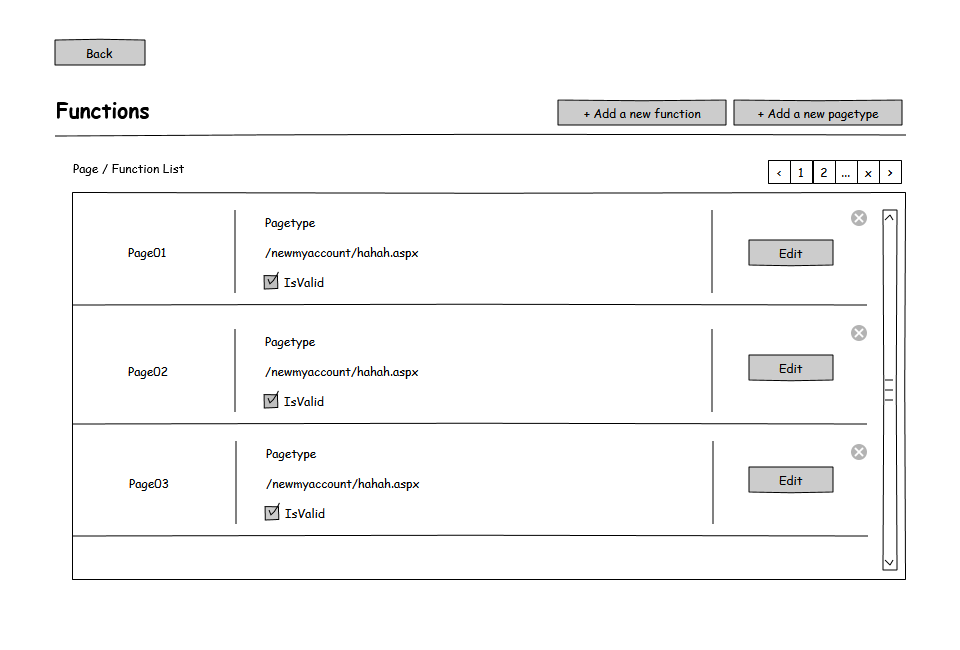 Back
Functions
+ Add a new function
+ Add a new pagetype
Page / Function List
< 1 2 ... x >
Page01
Pagetype
/newmyaccount/hahah.aspx
IsValid
Edit
Page02
Pagetype
/newmyaccount/hahah.aspx
IsValid
Edit
Page03
Pagetype
/newmyaccount/hahah.aspx
IsValid
Edit